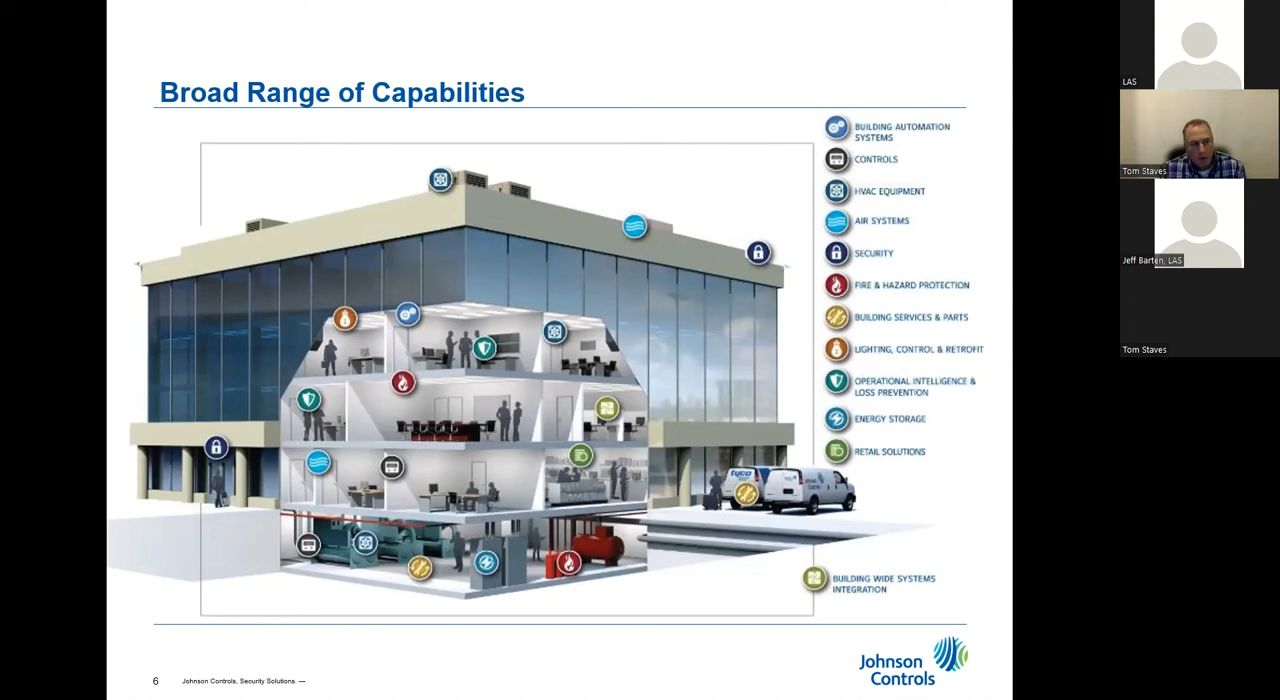 Broad Range of Capabilities
BUILDING AUTOMATION
SYSTEMS
CONTROLS
HVAC EQUIPMENT
AIR SYSTEMS
SECURITY
FIRE & HAZARD PROTECTION
BUILDING SERVICES & PARTS
LIGHTING, CONTROL & RETROFIT
OPERATIONAL INTELLIGENCE &
LOSS PREVENTION
ENERGY STORAGE
RETAIL SOLUTIONS
tyco
BUILDING WIDE SYSTEMS
INTEGRATION
Johnson
Controls
6
Johnson Controls, Security Solutions. —
LAS
Tom Staves
Jeff Barten, LAS
Tom Staves